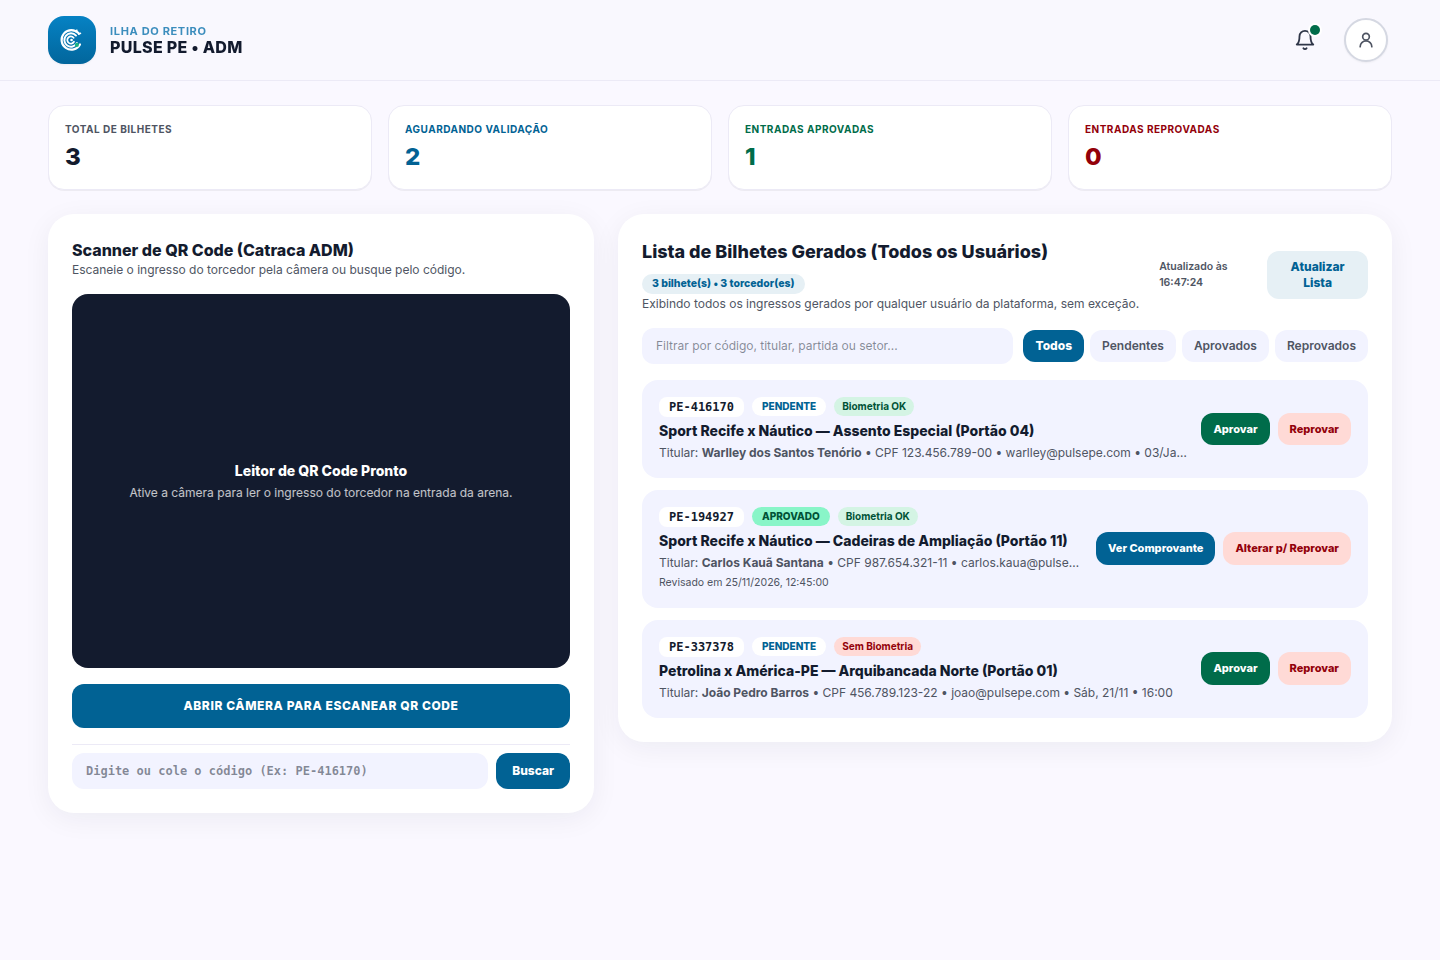 ILHA DO RETIRO
PULSE PE • ADM
TOTAL DE BILHETES
3
AGUARDANDO VALIDAÇÃO
2
ENTRADAS APROVADAS
1
ENTRADAS REPROVADAS
0
Scanner de QR Code (Catraca ADM)
Escaneie o ingresso do torcedor pela câmera ou busque pelo código.
Leitor de QR Code Pronto
Ative a câmera para ler o ingresso do torcedor na entrada da arena.
ABRIR CÂMERA PARA ESCANEAR QR CODE
Digite ou cole o código (Ex: PE-416170)
Buscar
Lista de Bilhetes Gerados (Todos os Usuários)
3 bilhete(s) • 3 torcedor(es)
Exibindo todos os ingressos gerados por qualquer usuário da plataforma, sem exceção.
Atualizado às
16:47:24
Atualizar
Lista
Filtrar por código, titular, partida ou setor...
Todos
Pendentes
Aprovados
Reprovados
PE-416170 PENDENTE Biometria OK
Sport Recife x Náutico — Assento Especial (Portão 04)
Titular: Warlley dos Santos Tenório • CPF 123.456.789-00 • warlley@pulsepe.com • 03/Ja...
Aprovar
Reprovar
PE-194927 APROVADO Biometria OK
Sport Recife x Náutico — Cadeiras de Ampliação (Portão 11)
Titular: Carlos Kauã Santana • CPF 987.654.321-11 • carlos.kaua@pulse...
Revisado em 25/11/2026, 12:45:00
Ver Comprovante
Alterar p/ Reprovar
PE-337378 PENDENTE Sem Biometria
Petrolina x América-PE — Arquibancada Norte (Portão 01)
Titular: João Pedro Barros • CPF 456.789.123-22 • joao@pulsepe.com • Sáb, 21/11 • 16:00
Aprovar
Reprovar